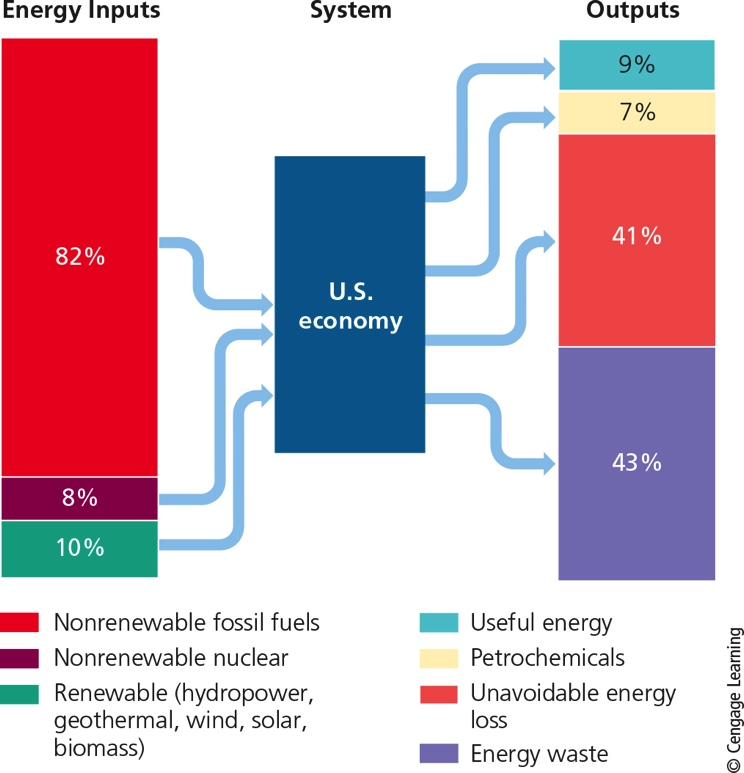 Energy Inputs
System
Outputs
82%
8%
10%
U.S.
economy
9%
7%
41%
43%
Nonrenewable fossil fuels
Nonrenewable nuclear
Renewable (hydropower,
geothermal, wind, solar,
biomass)
Useful energy
Petrochemicals
Unavoidable energy
loss
Energy waste
© Cengage Learning